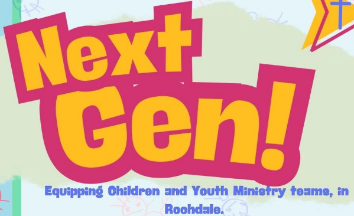 Next
Gen!
Equipping Children and Youth Ministry teams, in
Rochdale.